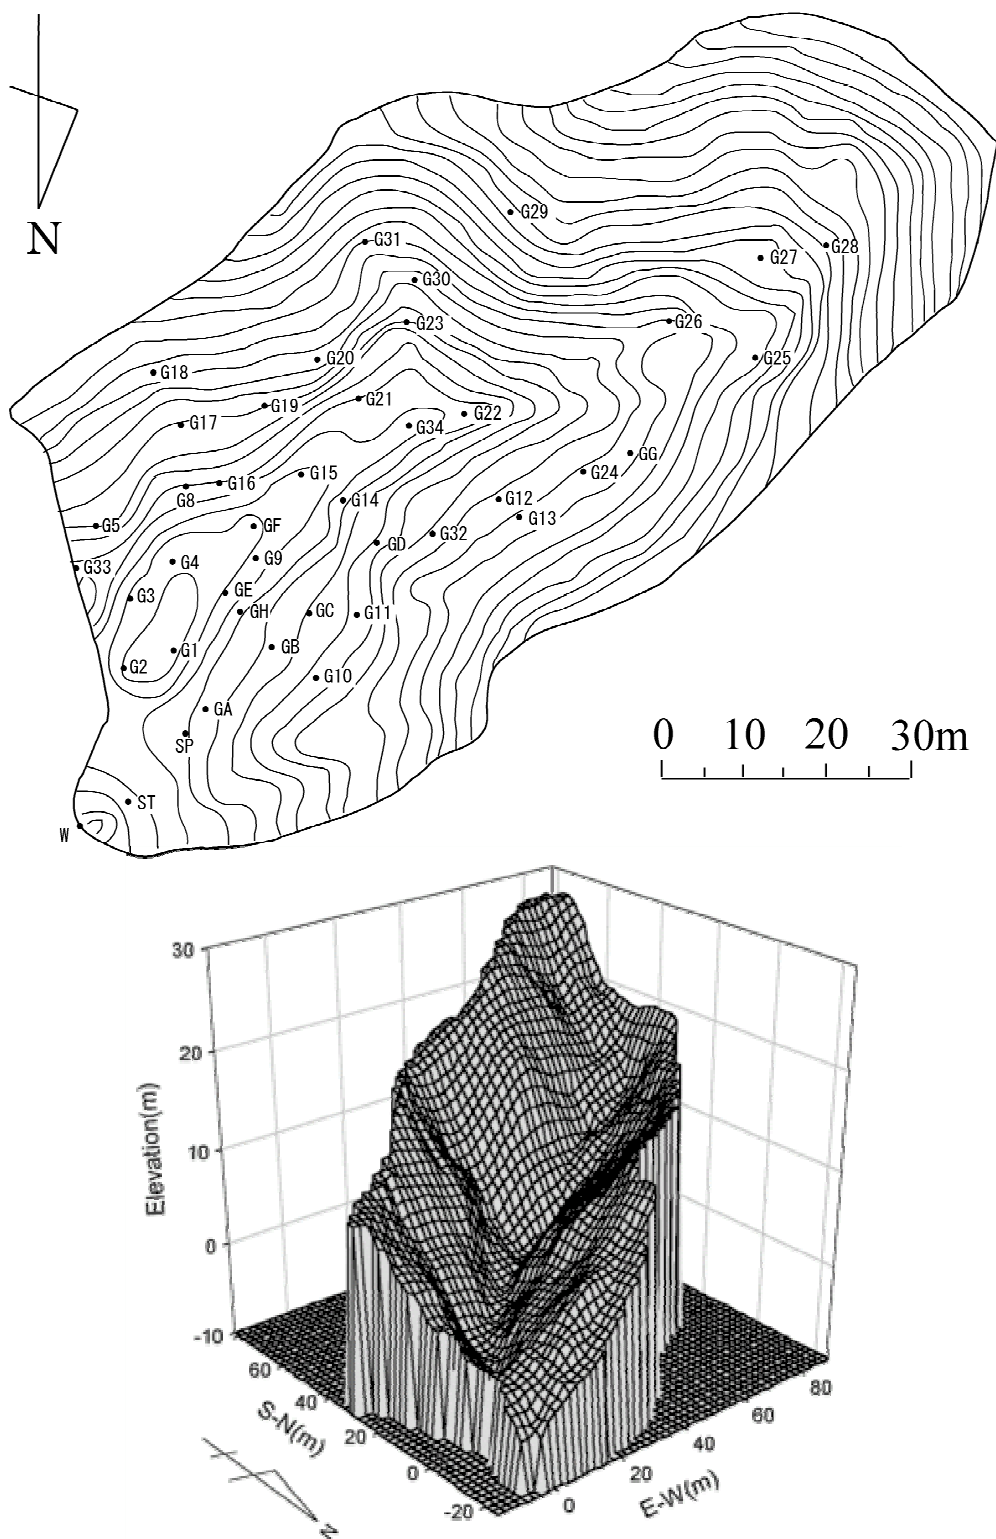 N
G29
G31
G28
G27
G30
G23
G26
G20
G25
G18
G21
G19
G22
G17
G34
GG
G15
G24
G16
G8
G14
G12
G13
G5
GF
G32
GD
G9
G33
G4
G3
GE
GH
GC
G11
GB
G1
G2
G10
GA
SP
0 10 20 30m
ST
W
30
20
10
0
-10
Elevation(m)
60
40
20
0
-20
S-N(m)
80
60
40
20
0
E-W(m)
N